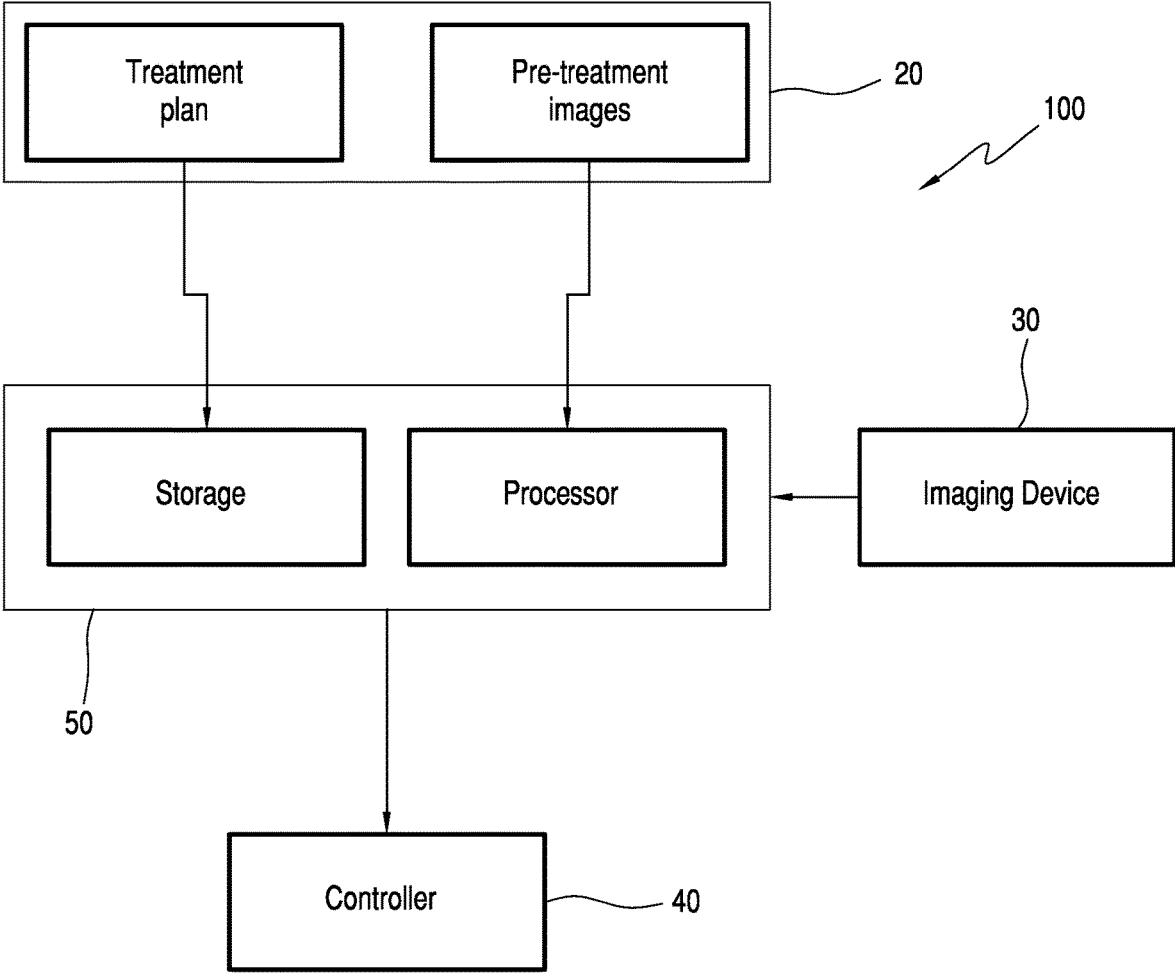 Treatment
plan
Pre-treatment
images
20
100
30
Storage
Processor
Imaging Device
50
Controller
40